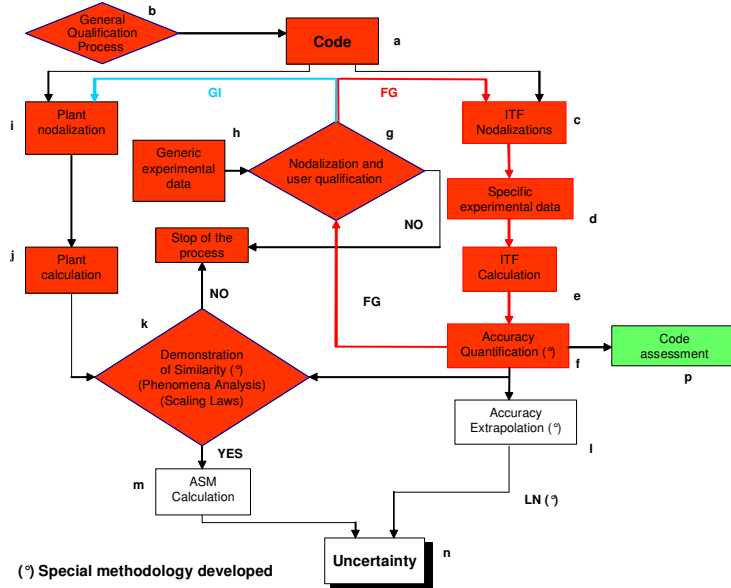 General
Qualification
Process
b
Code
a
GI
FG
i
Plant
nodalization
h
Generic
experimental
data
g
Nodalization and
user qualification
ITF
Nodalizations
c
Specific
experimental data
d
NO
Stop of the
process
j
Plant
calculation
ITF
Calculation
e
NO
FG
k
Demonstration
of Similarity (°)
(Phenomena Analysis)
(Scaling Laws)
Accuracy
Quantification (°)
f
Code
assessment
p
Accuracy
Extrapolation (°)
l
YES
m
ASM
Calculation
LN (°)
Uncertainty
n
(°) Special methodology developed